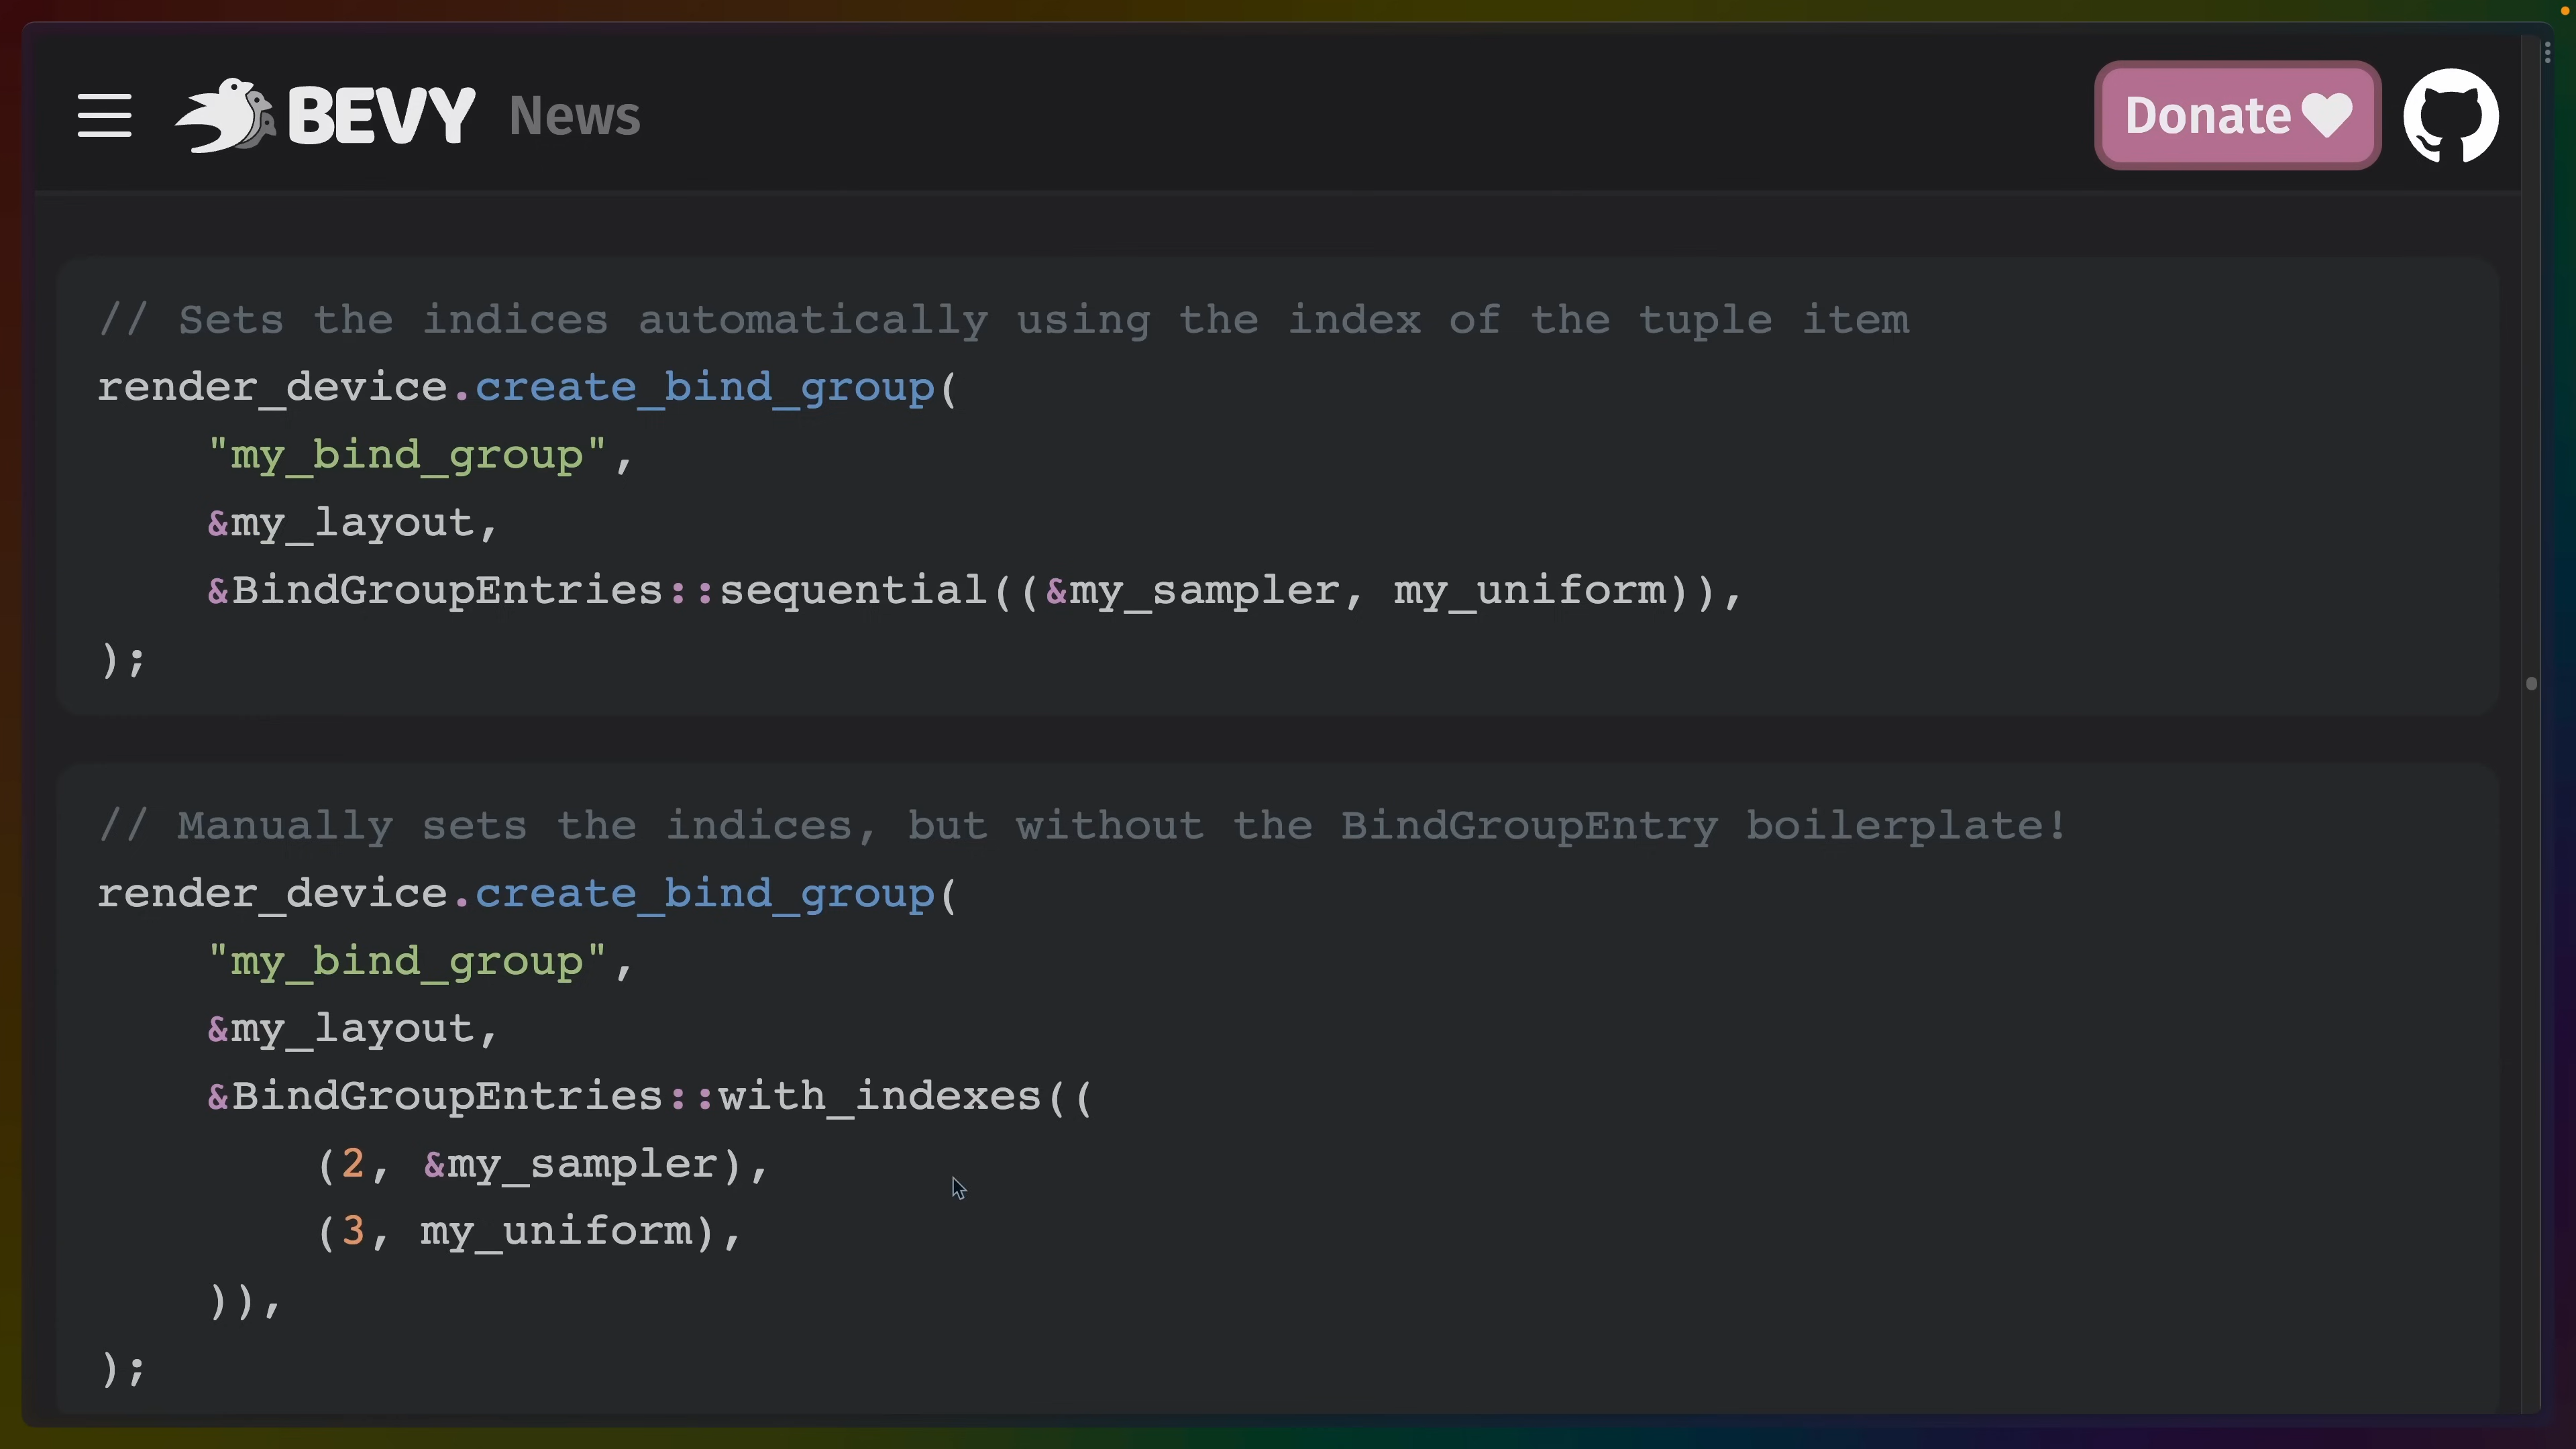 BEVY News
Donate
// Sets the indices automatically using the index of the tuple item
render_device.create_bind_group(
    "my_bind_group",
    &my_layout,
    &BindGroupEntries::sequential((&my_sampler, my_uniform)),
);
// Manually sets the indices, but without the BindGroupEntry boilerplate!
render_device.create_bind_group(
    "my_bind_group",
    &my_layout,
    &BindGroupEntries::with_indexes((
        (2, &my_sampler),
        (3, my_uniform),
    )),
);